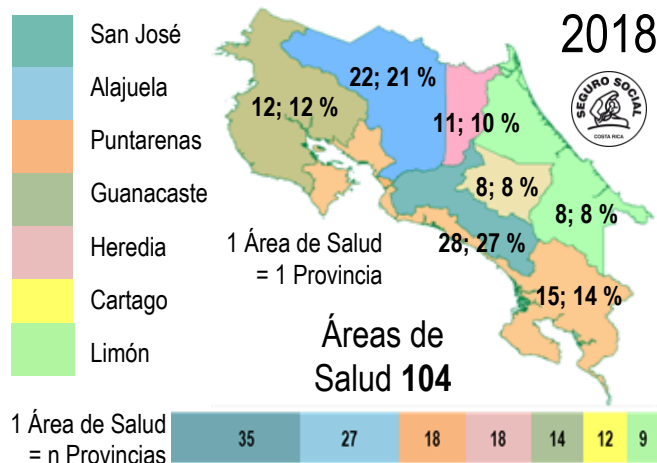 2018
San José
Alajuela
Puntarenas
Guanacaste
Heredia
Cartago
Limón
SEGURO SOCIAL
COSTA RICA
22; 21 %
12; 12 %
11; 10 %
8; 8 %
8; 8 %
28; 27 %
15; 14 %
1 Área de Salud
= 1 Provincia
Áreas de
Salud 104
1 Área de Salud
= n Provincias
35 27 18 18 14 12 9